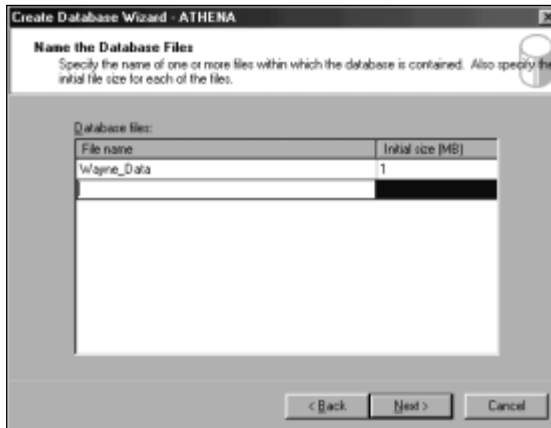 Create Database Wizard - ATHENA
Name the Database Files
Specify the name of one or more files within which the database is contained. Also specify the
initial file size for each of the files.
Database files:
File name Initial size (MB)
Wayne_Data 1
< Back Next > Cancel